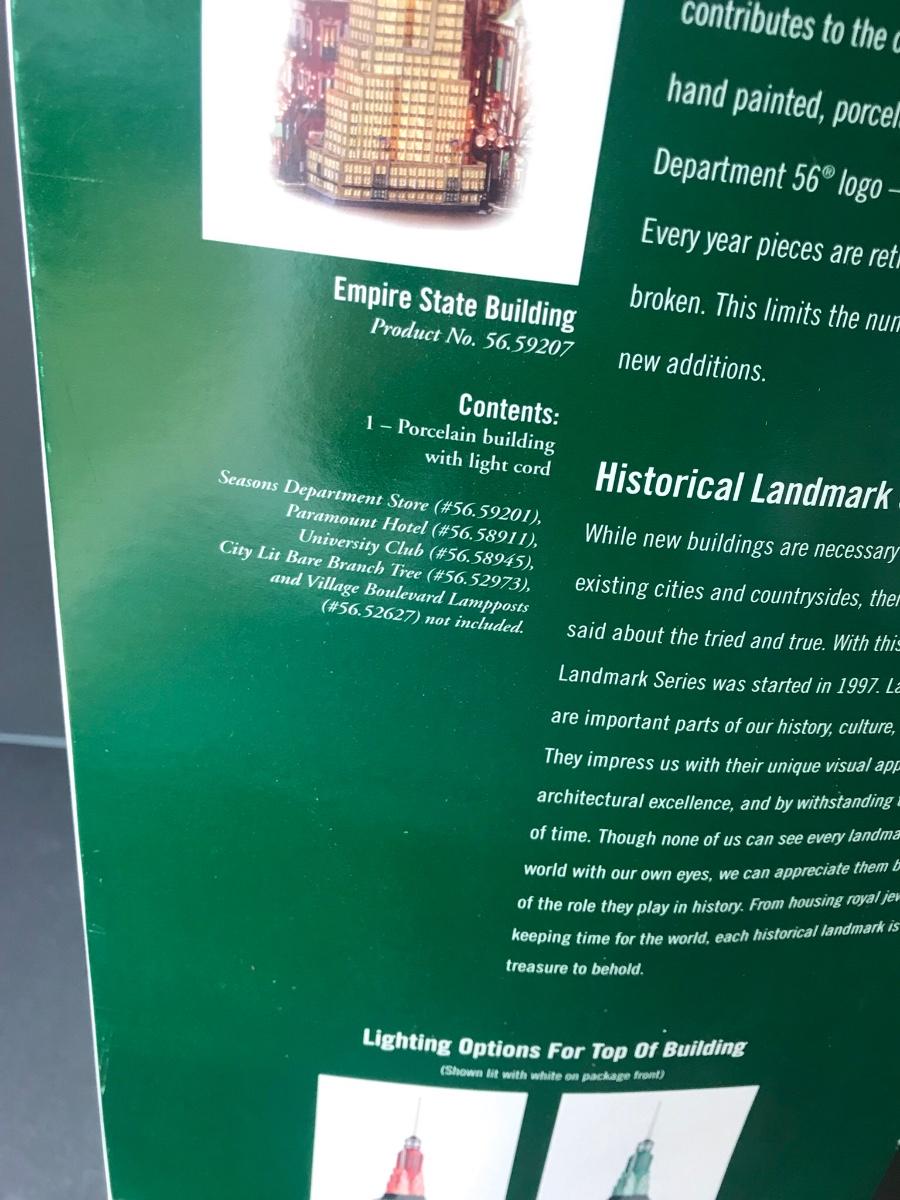 contributes to the
hand painted, porcel
Department 56® logo –
Every year pieces are reti
broken. This limits the num
new additions.
Empire State Building
Product No. 56.59207
Contents:
1 – Porcelain building
with light cord
Seasons Department Store (#56.59201),
Paramount Hotel (#56.58911),
University Club (#56.58945),
City Lit Bare Branch Tree (#56.52973),
and Village Boulevard Lampposts
(#56.52627) not included.
Historical Landmark
While new buildings are necessary
existing cities and countrysides, ther
said about the tried and true. With this
Landmark Series was started in 1997. La
are important parts of our history, culture,
They impress us with their unique visual app
architectural excellence, and by withstanding
of time. Though none of us can see every landma
world with our own eyes, we can appreciate them b
of the role they play in history. From housing royal jew
keeping time for the world, each historical landmark is
treasure to behold.
Lighting Options For Top Of Building
(Shown lit with white on package front)